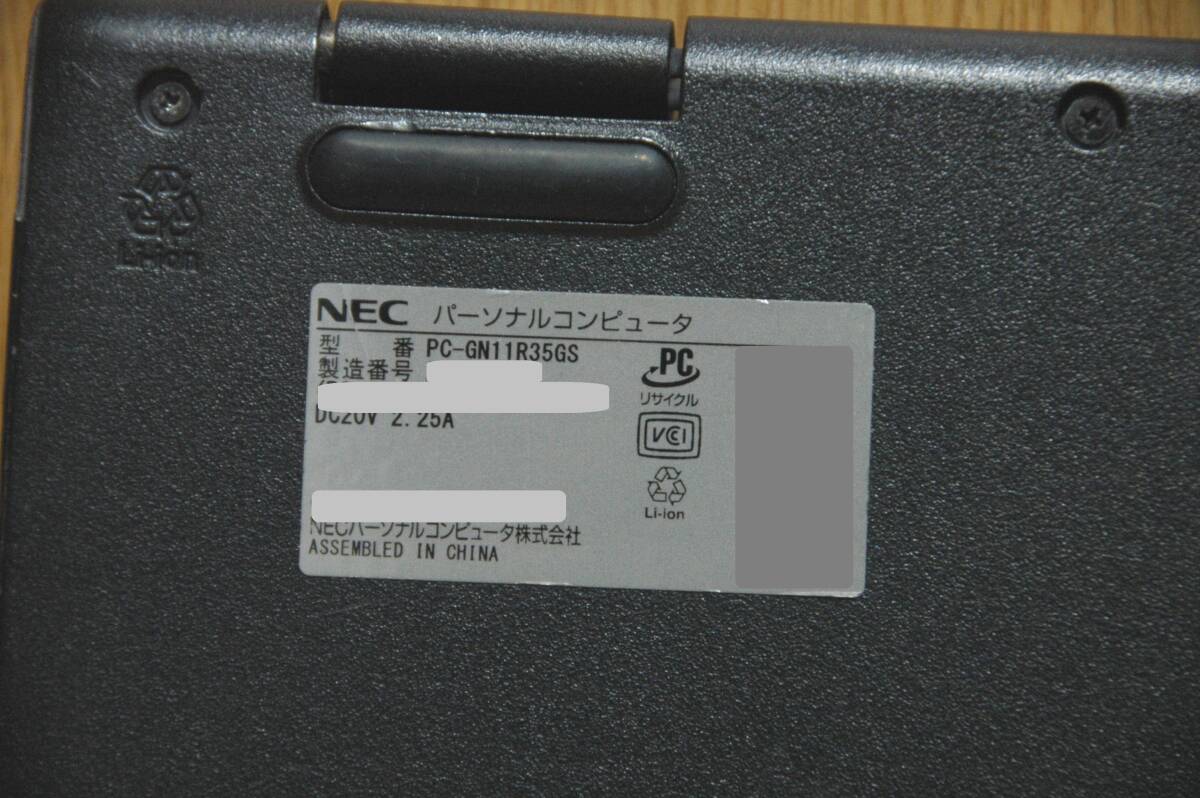 Li-ion
NEC パーソナルコンピュータ
型 番 PC-GN11R35GS
製造番号
DC20V 2.25A
NECパーソナルコンピュータ株式会社
ASSEMBLED IN CHINA
PC
リサイクル
VCI
Li-ion